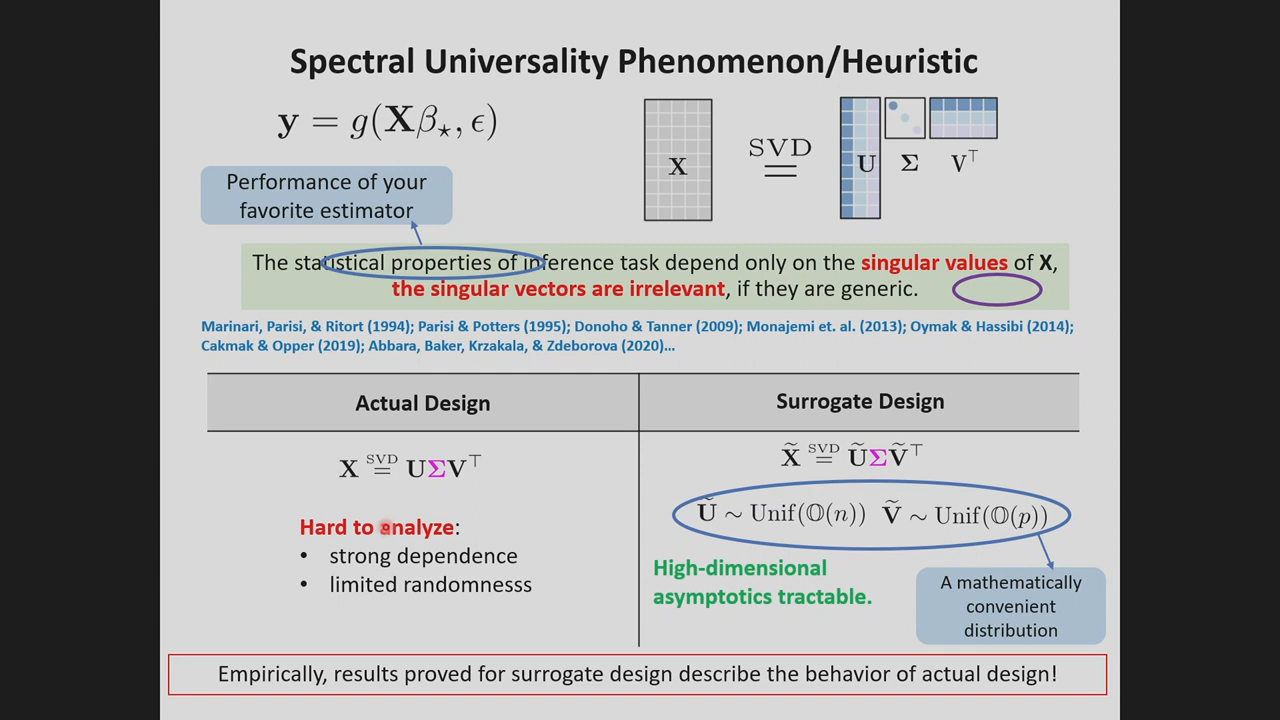 Spectral Universality Phenomenon/Heuristic
y = g(Xβ⋆, ϵ)
X
SVD
=
U
Σ
V⊤
Performance of your
favorite estimator
The statistical properties of inference task depend only on the singular values of X,
the singular vectors are irrelevant, if they are generic.
Marinari, Parisi, & Ritort (1994); Parisi & Potters (1995); Donoho & Tanner (2009); Monajemi et. al. (2013); Oymak & Hassibi (2014);
Cakmak & Opper (2019); Abbara, Baker, Krzakala, & Zdeborova (2020)…
Actual Design
Surrogate Design
X SVD= UΣV⊤
X̃ SVD= ŨΣṼ⊤
Ũ ∼ Unif(𝕆(n)) Ṽ ∼ Unif(𝕆(p))
Hard to analyze:
• strong dependence
• limited randomnesss
High-dimensional
asymptotics tractable.
A mathematically
convenient
distribution
Empirically, results proved for surrogate design describe the behavior of actual design!